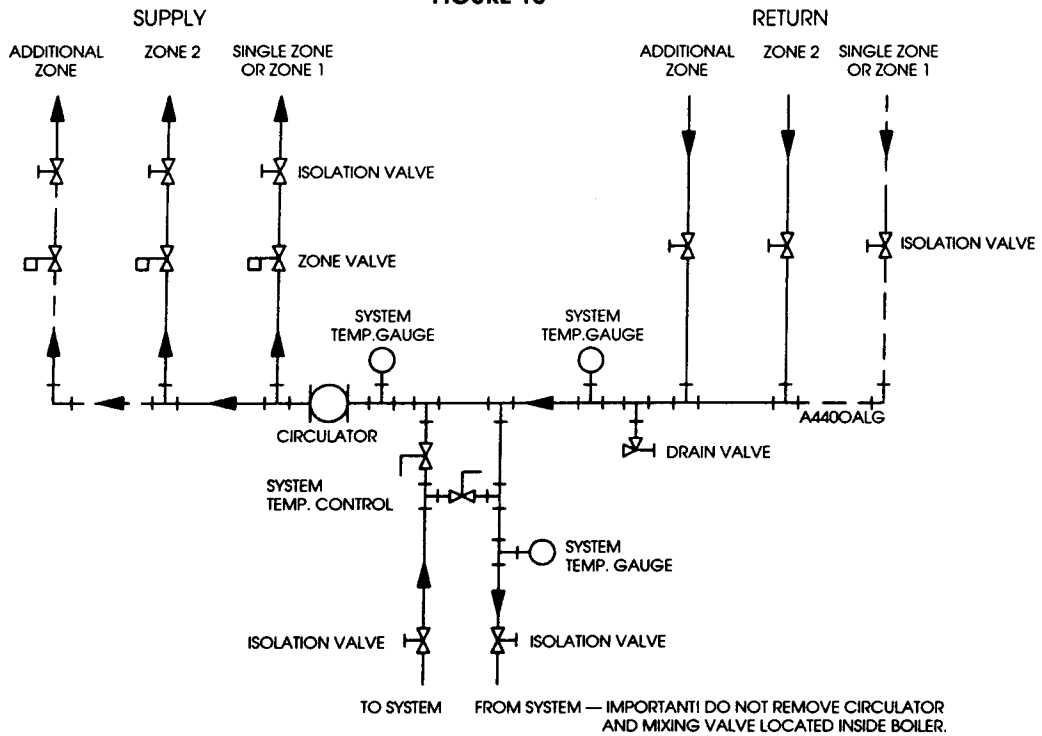 FIGURE 10
SUPPLY
RETURN
ADDITIONAL
ZONE
ZONE 2
SINGLE ZONE
OR ZONE 1
ADDITIONAL
ZONE
ZONE 2
SINGLE ZONE
OR ZONE 1
ISOLATION VALVE
ZONE VALVE
ISOLATION VALVE
SYSTEM
TEMP.GAUGE
SYSTEM
TEMP.GAUGE
A4400ALG
CIRCULATOR
DRAIN VALVE
SYSTEM
TEMP. CONTROL
SYSTEM
TEMP. GAUGE
ISOLATION VALVE
ISOLATION VALVE
TO SYSTEM
FROM SYSTEM — IMPORTANT! DO NOT REMOVE CIRCULATOR
AND MIXING VALVE LOCATED INSIDE BOILER.